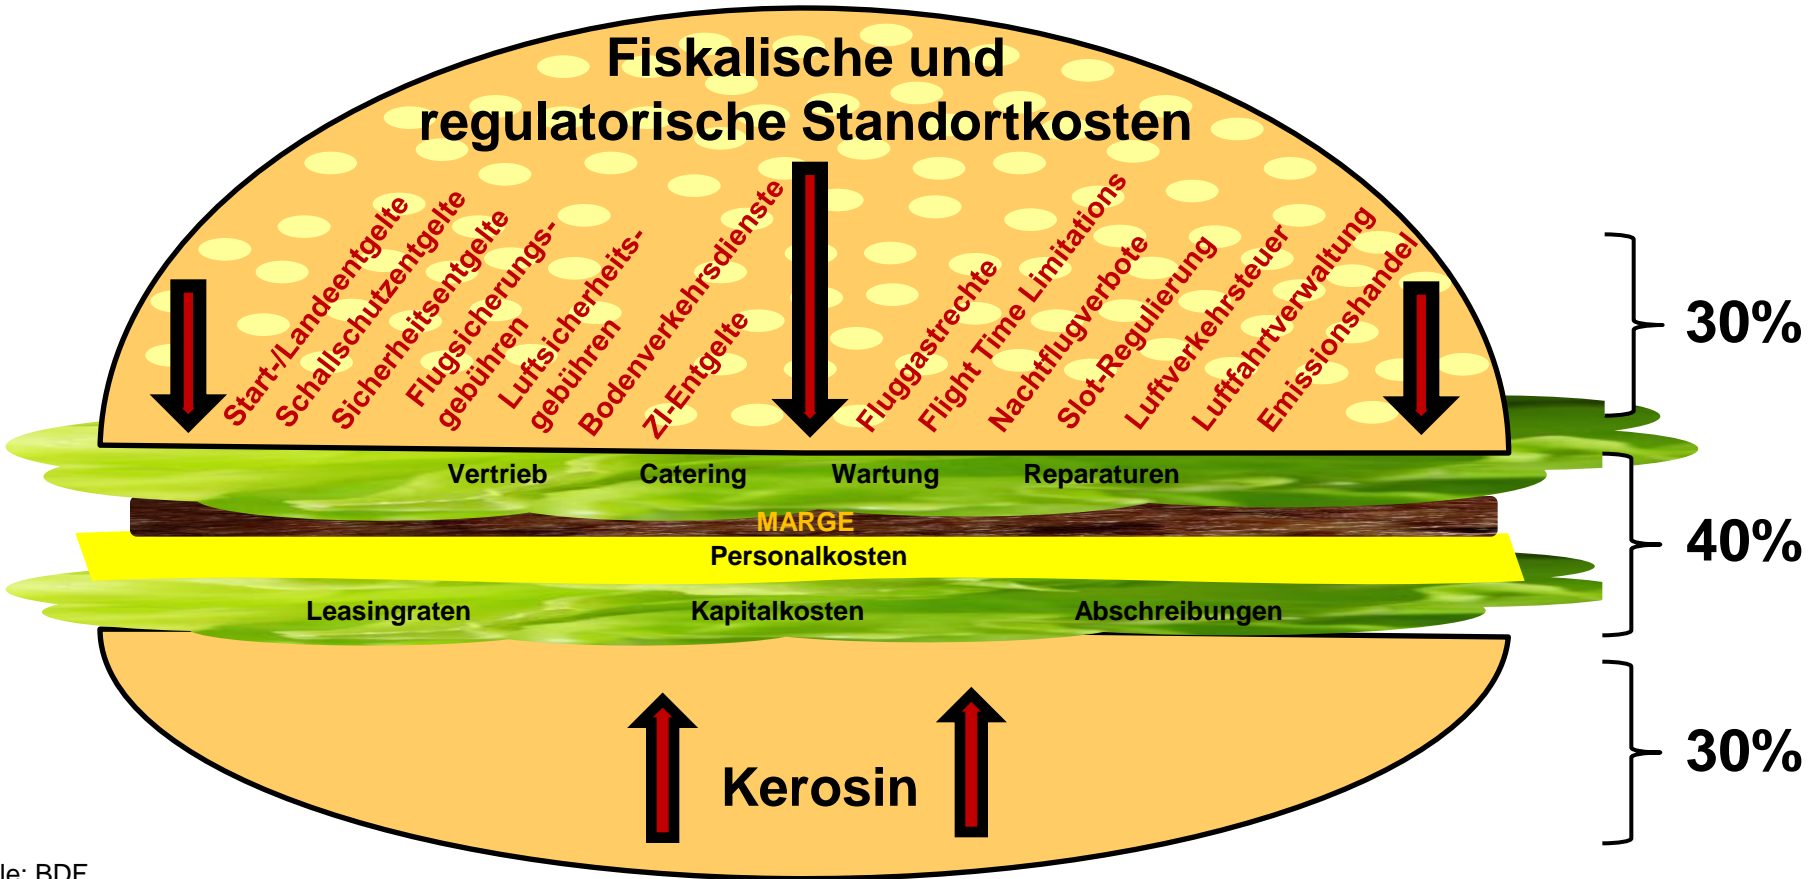 Fiskalische und
regulatorische Standortkosten
Start-/Landeentgelte
Schallschutzentgelte
Sicherheitsentgelte
Flugsicherungs-
gebühren
Luftsicherheits-
gebühren
Bodenverkehrsdienste
ZI-Entgelte
Fluggastrechte
Flight Time Limitations
Nachtflugverbote
Slot-Regulierung
Luftverkehrsteuer
Luftfahrtverwaltung
Emissionshandel
30%
Vertrieb Catering Wartung Reparaturen
MARGE
Personalkosten
40%
Leasingraten Kapitalkosten Abschreibungen
Kerosin
30%